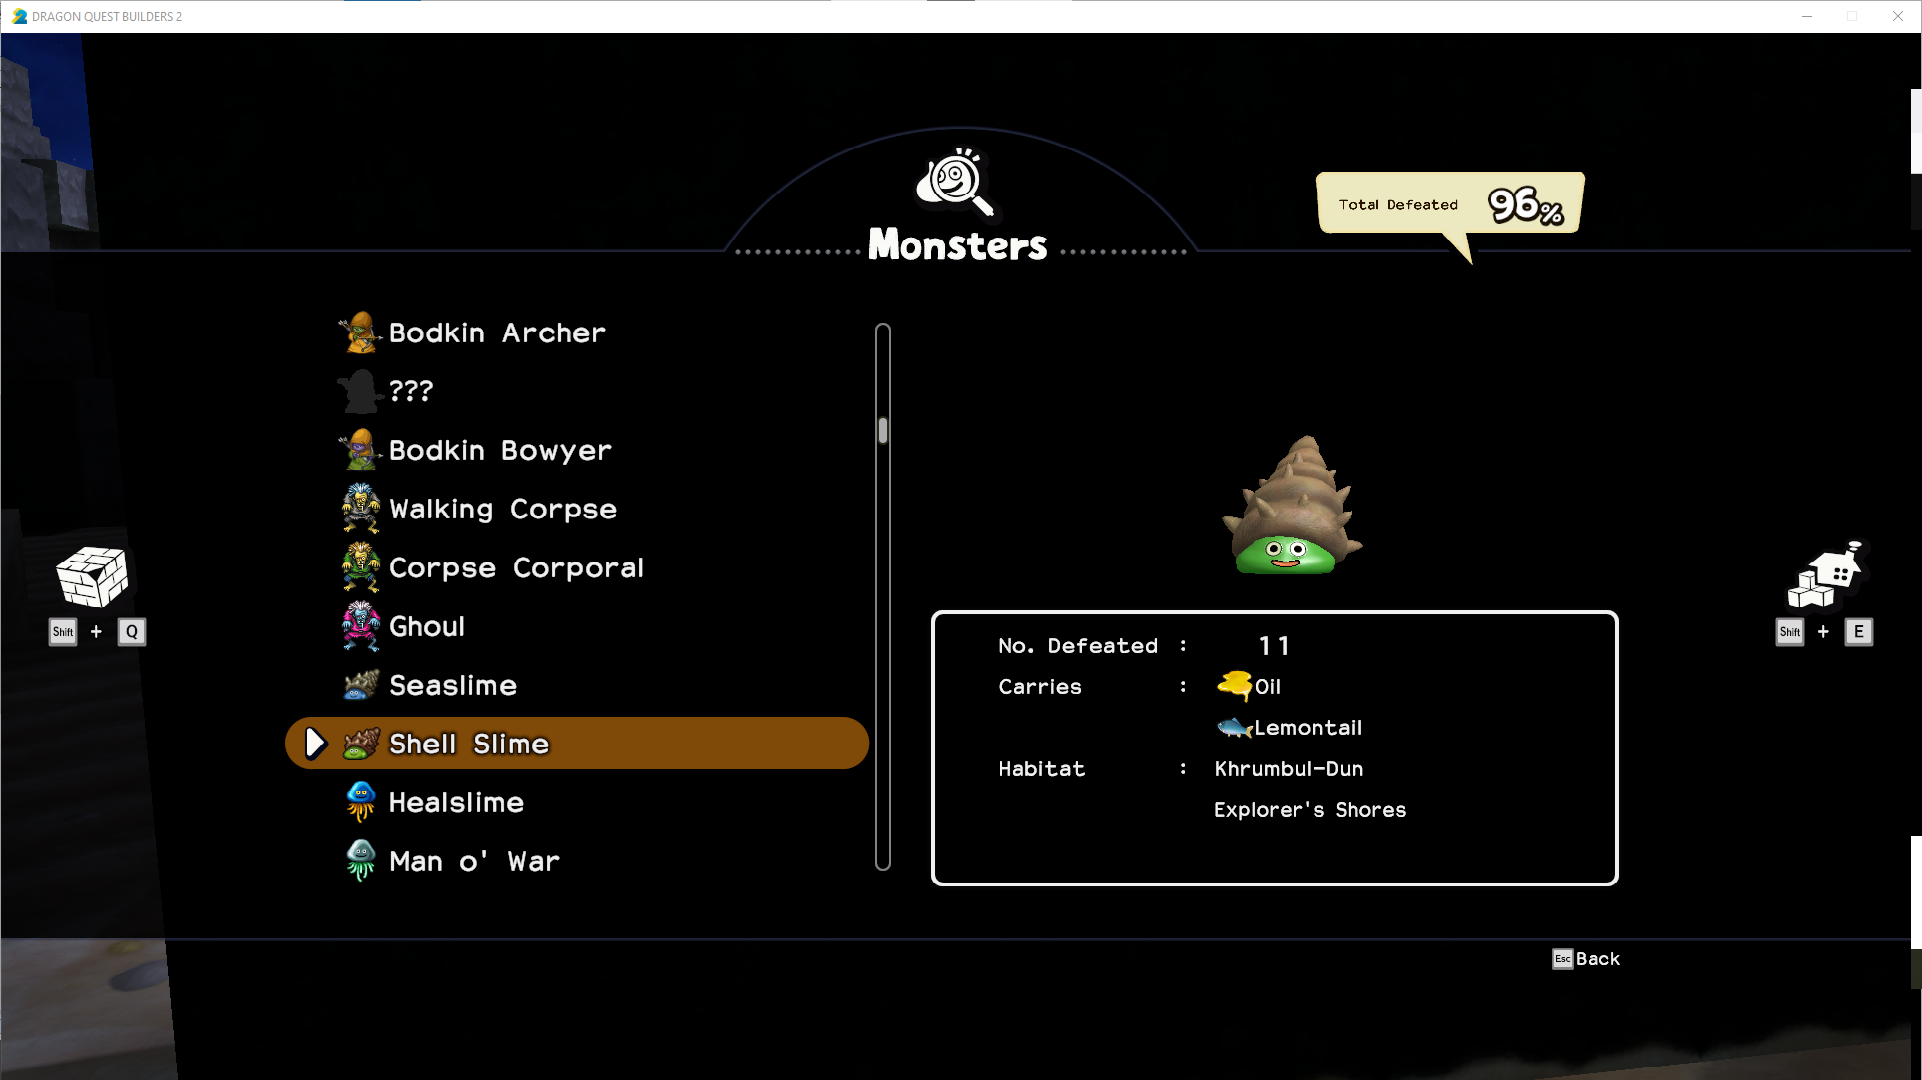 DRAGON QUEST BUILDERS 2
Total Defeated 96%
Monsters
Bodkin Archer
???
Bodkin Bowyer
Walking Corpse
Corpse Corporal
Ghoul
Seaslime
Shell Slime
Healslime
Man o' War
No. Defeated : 11
Carries : Oil
Lemontail
Habitat : Khrumbul-Dun
Explorer's Shores
Shift + Q
Shift + E
Esc Back